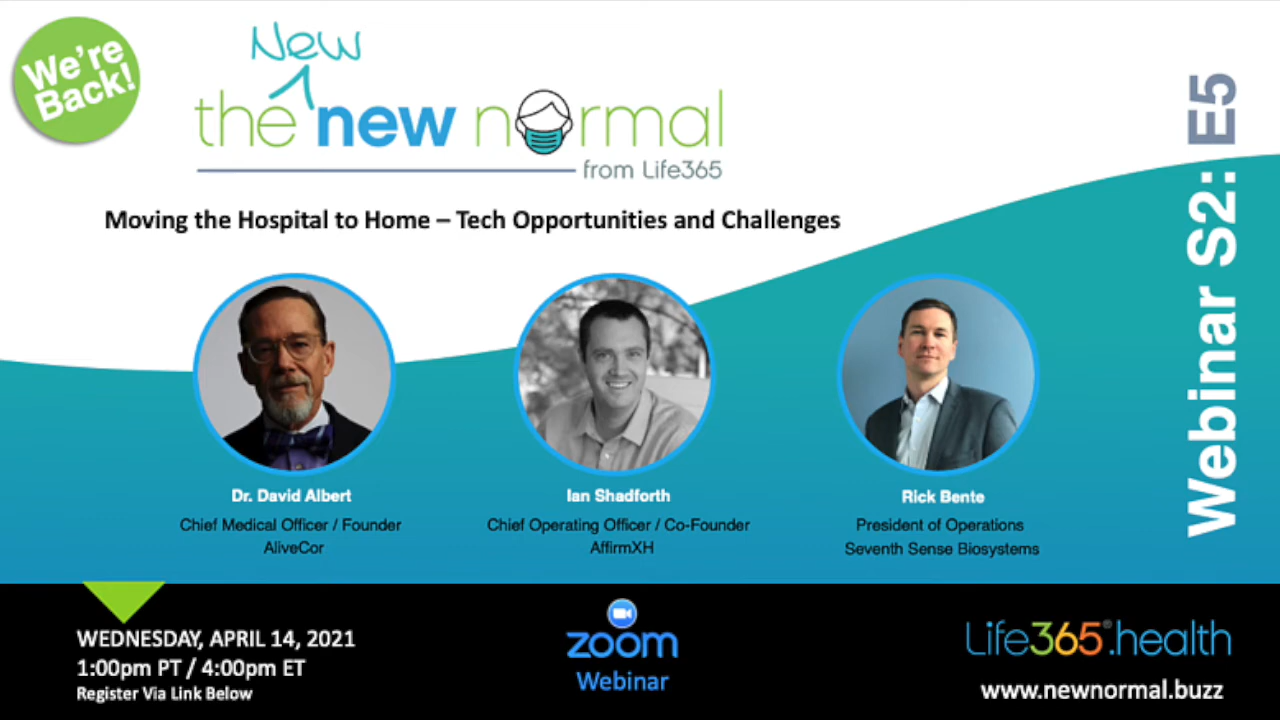 We're
Back!
New
the new normal
from Life365
Moving the Hospital to Home – Tech Opportunities and Challenges
Webinar S2: E5
Dr. David Albert
Chief Medical Officer / Founder
AliveCor
Ian Shadforth
Chief Operating Officer / Co-Founder
AffirmXH
Rick Bente
President of Operations
Seventh Sense Biosystems
WEDNESDAY, APRIL 14, 2021
1:00pm PT / 4:00pm ET
Register Via Link Below
zoom
Webinar
Life365®.health
www.newnormal.buzz